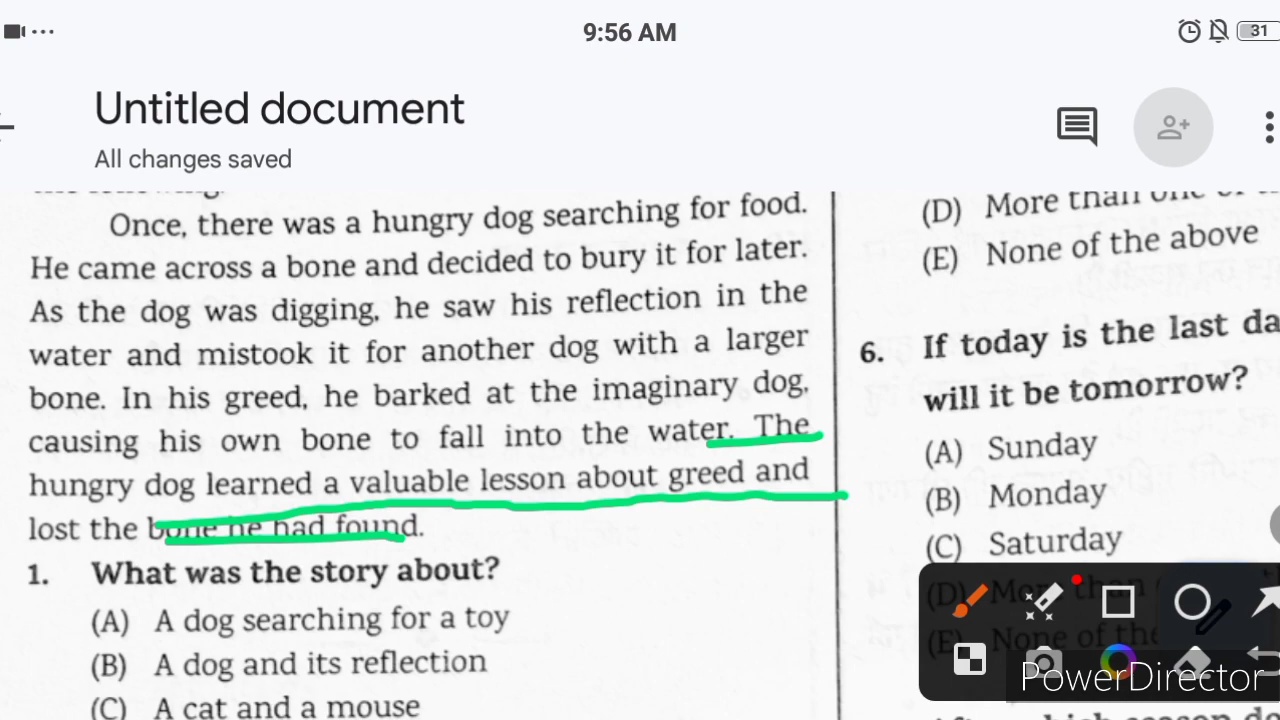 9:56 AM
31
Untitled document
All changes saved
Once, there was a hungry dog searching for food.
He came across a bone and decided to bury it for later.
As the dog was digging, he saw his reflection in the
water and mistook it for another dog with a larger
bone. In his greed, he barked at the imaginary dog,
causing his own bone to fall into the water. The
hungry dog learned a valuable lesson about greed and
lost the bone he had found.
1. What was the story about?
(A) A dog searching for a toy
(B) A dog and its reflection
(C) A cat and a mouse
(D) More than one
(E) None of the above
6. If today is the last da
will it be tomorrow?
(A) Sunday
(B) Monday
(C) Saturday
(D) More than
(E) None of the
PowerDirector